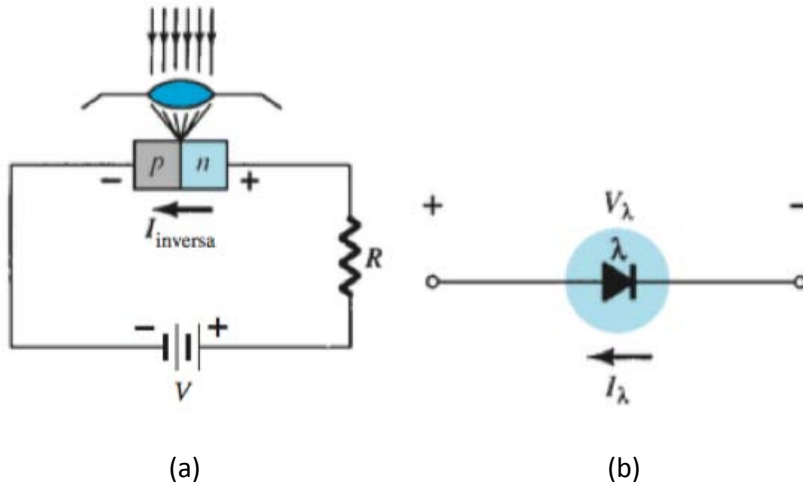 p n
− +
I inversa
R
− +
V
(a)
+ −
V λ
λ
I λ
(b)